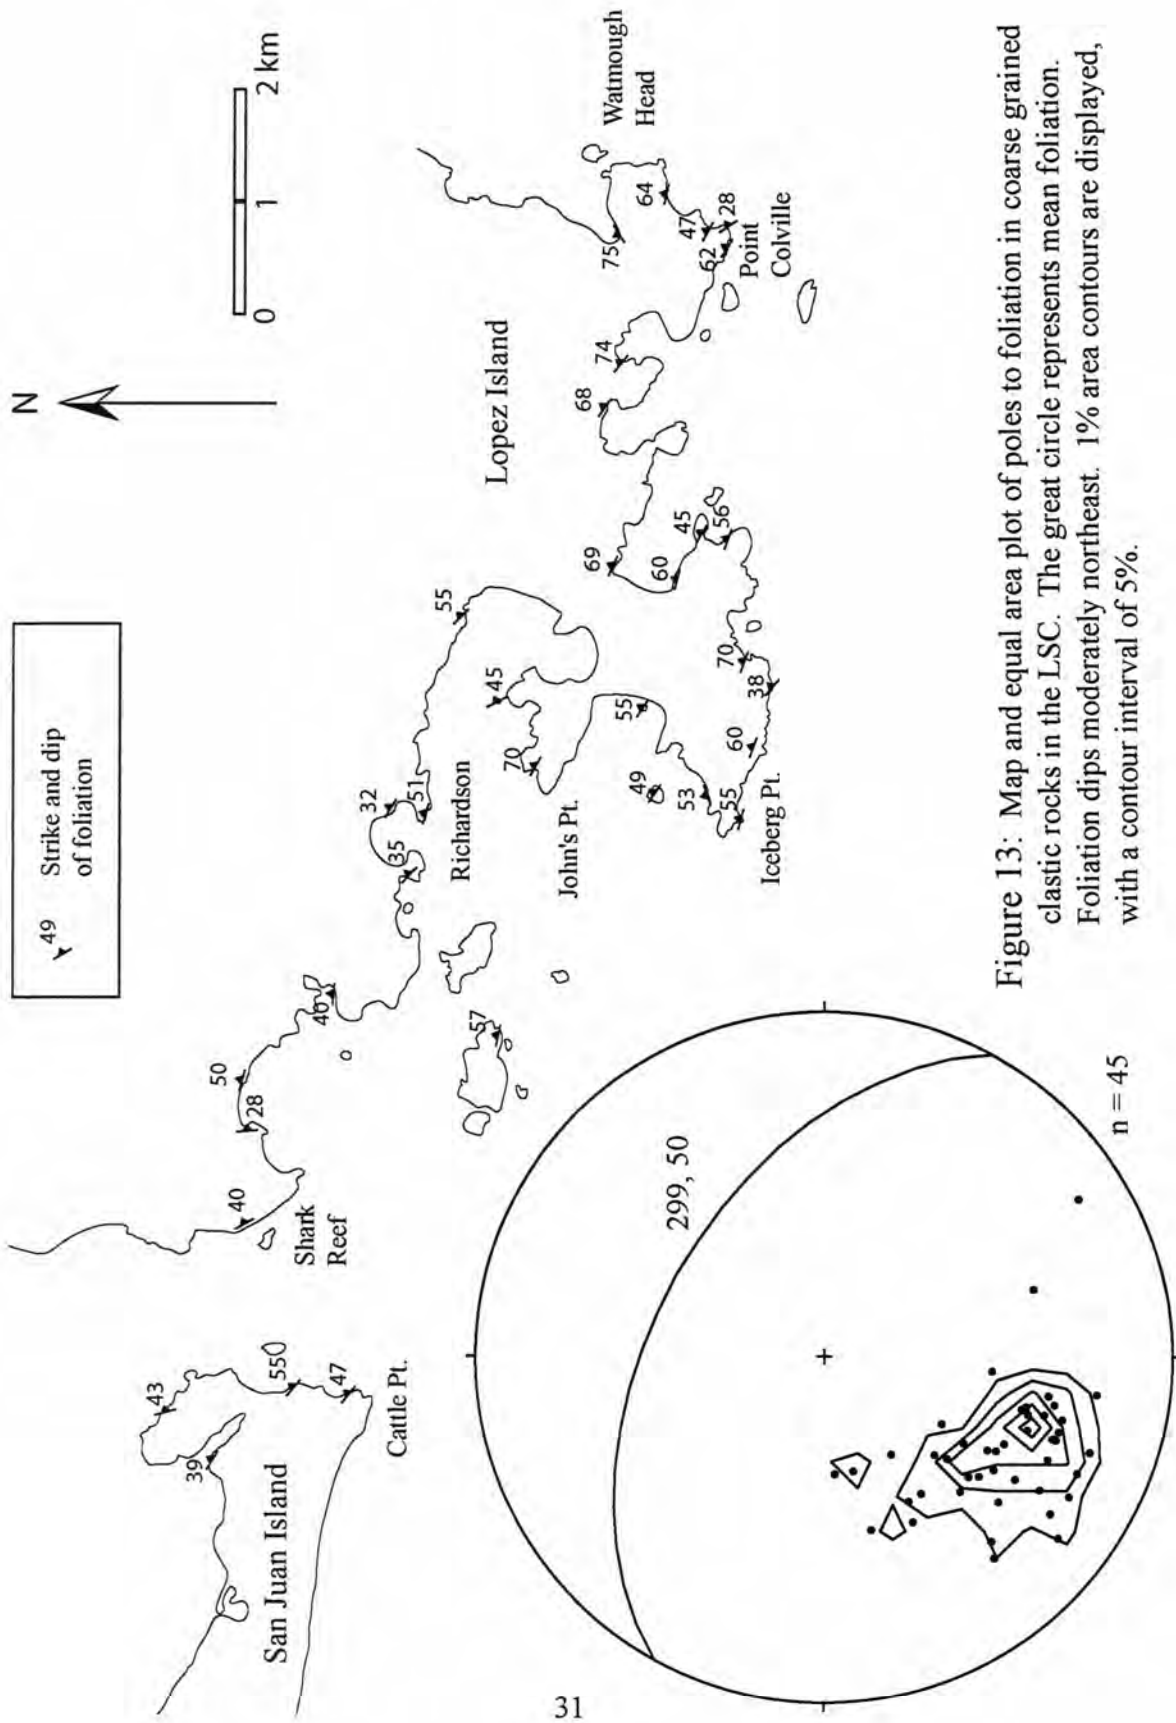 49 Strike and dip
of foliation
N
0 1 2 km
43
39
55
47
San Juan Island
Cattle Pt.
40
28
50
40
Shark
Reef
35
32
51
55
57
Richardson
45
70
John's Pt.
Lopez Island
55
49
53
55
60
38
70
Iceberg Pt.
69
60
45
56
68
74
75
64
47
62
28
Watmough
Head
Point
Colville
299, 50
n = 45
Figure 13: Map and equal area plot of poles to foliation in coarse grained
clastic rocks in the LSC. The great circle represents mean foliation.
Foliation dips moderately northeast. 1% area contours are displayed,
with a contour interval of 5%.
31